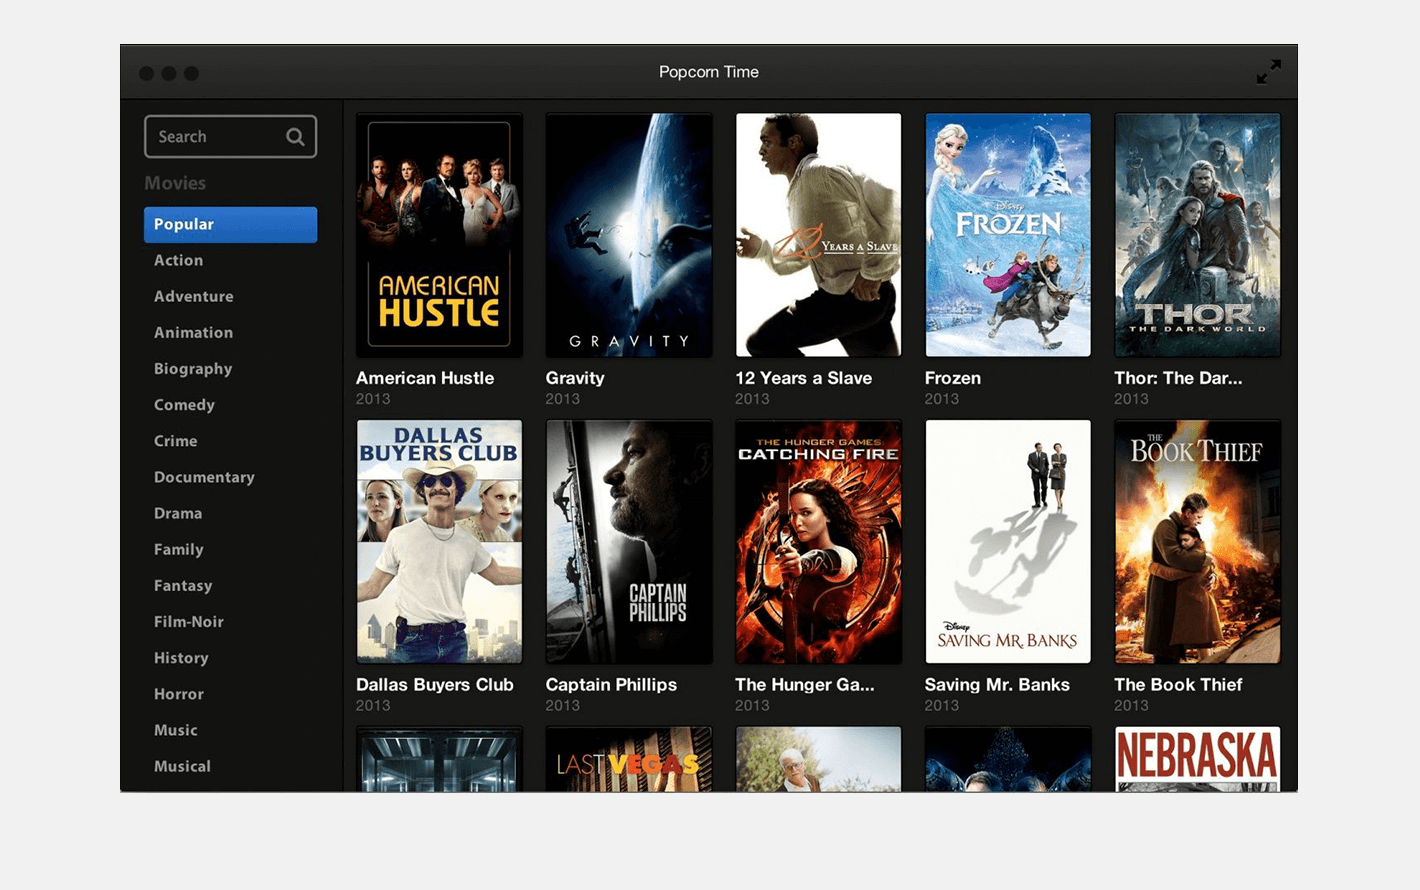 Popcorn Time
Search
Movies
Popular
Action
Adventure
Animation
Biography
Comedy
Crime
Documentary
Drama
Family
Fantasy
Film-Noir
History
Horror
Music
Musical
AMERICAN
HUSTLE
American Hustle
2013
GRAVITY
Gravity
2013
12 YEARS A SLAVE
12 Years a Slave
2013
Disney
FROZEN
Frozen
2013
THOR
THE DARK WORLD
Thor: The Dar...
2013
DALLAS
BUYERS CLUB
Dallas Buyers Club
2013
CAPTAIN
PHILLIPS
Captain Phillips
2013
THE HUNGER GAMES
CATCHING FIRE
The Hunger Ga...
2013
Disney
SAVING MR. BANKS
Saving Mr. Banks
2013
THE
BOOK THIEF
The Book Thief
2013
LAST VEGAS
NEBRASKA